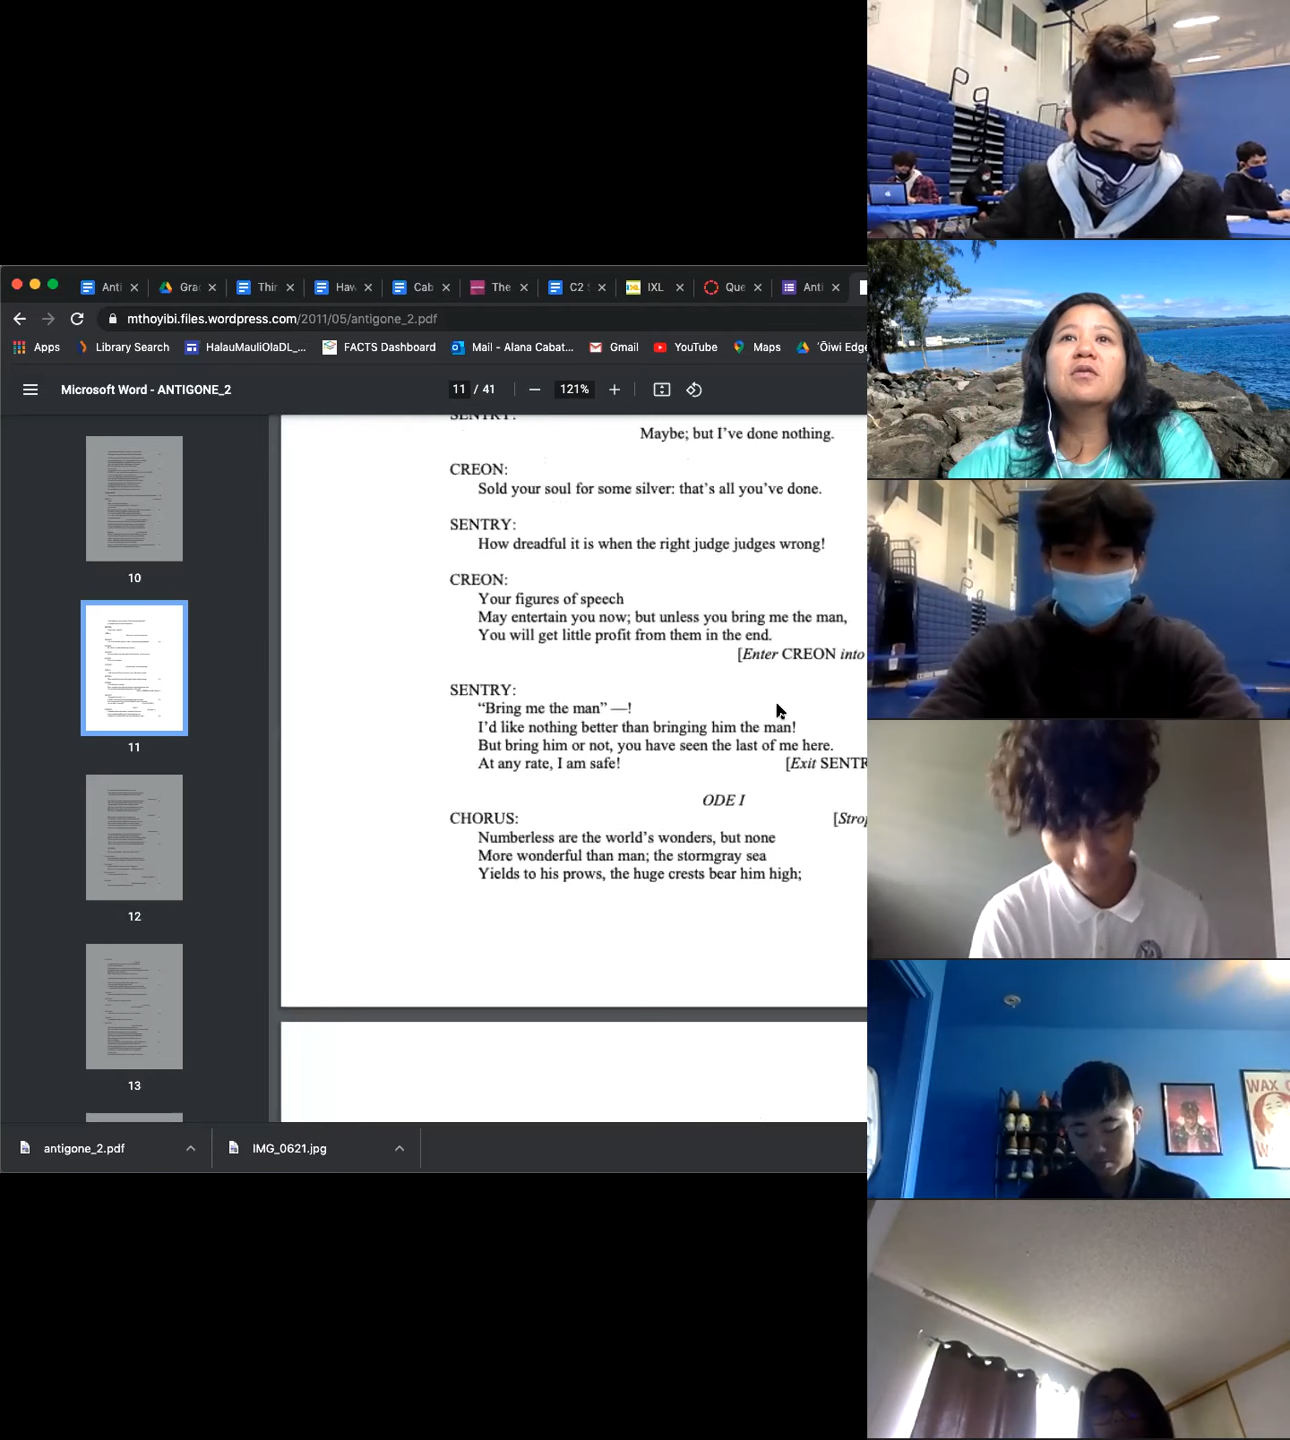 Anti
Gra
Thir
Haw
Cab
The
C2
IXL
Que
Anti
mthoyibi.files.wordpress.com/2011/05/antigone_2.pdf
Apps
Library Search
HalauMauliOlaDL_...
FACTS Dashboard
Mail - Alana Cabat...
Gmail
YouTube
Maps
ʻŌiwi Edge
Microsoft Word - ANTIGONE_2
11 / 41
121%
10
11
12
13
SENTRY:
Maybe; but I've done nothing.
CREON:
Sold your soul for some silver: that's all you've done.
SENTRY:
How dreadful it is when the right judge judges wrong!
CREON:
Your figures of speech
May entertain you now; but unless you bring me the man,
You will get little profit from them in the end.
[Enter CREON into
SENTRY:
“Bring me the man” —!
I'd like nothing better than bringing him the man!
But bring him or not, you have seen the last of me here.
At any rate, I am safe!
[Exit SENTR
ODE I
CHORUS:
[Strop
Numberless are the world's wonders, but none
More wonderful than man; the stormgray sea
Yields to his prows, the huge crests bear him high;
antigone_2.pdf
IMG_0621.jpg
WAX